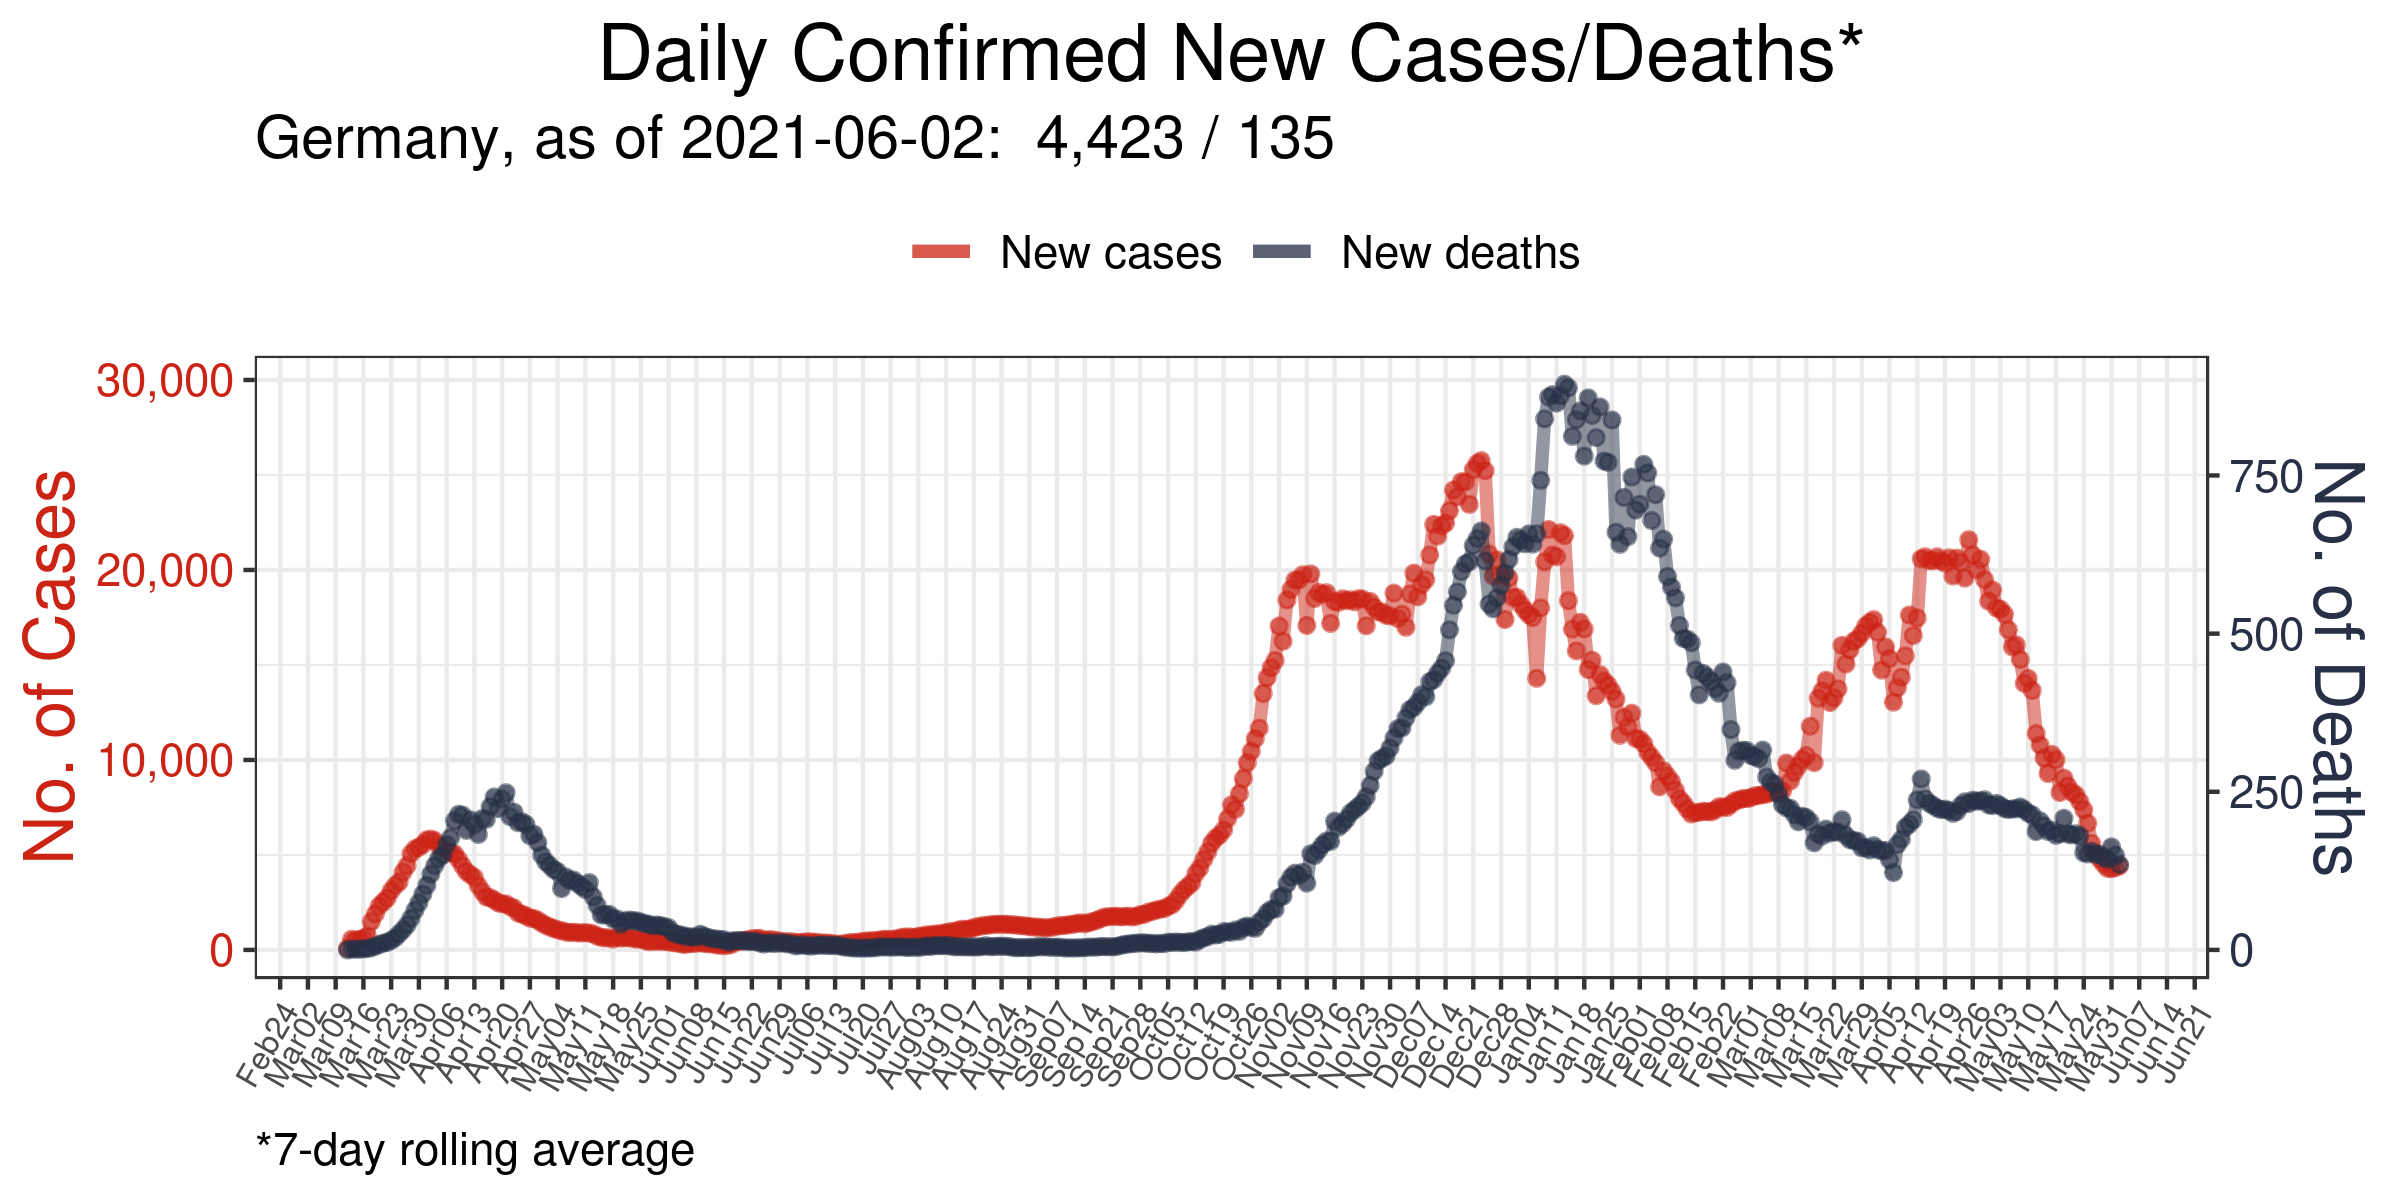 Daily Confirmed New Cases/Deaths*
Germany, as of 2021-06-02:  4,423 / 135
New cases New deaths
No. of Cases
30,000
20,000
10,000
0
750
500
250
0
No. of Deaths
Feb24 Mar02 Mar09 Mar16 Mar23 Mar30 Apr06 Apr13 Apr20 Apr27 May04 May11 May18 May25 Jun01 Jun08 Jun15 Jun22 Jun29 Jul06 Jul13 Jul20 Jul27 Aug03 Aug10 Aug17 Aug24 Aug31 Sep07 Sep14 Sep21 Sep28 Oct05 Oct12 Oct19 Oct26 Nov02 Nov09 Nov16 Nov23 Nov30 Dec07 Dec14 Dec21 Dec28 Jan04 Jan11 Jan18 Jan25 Feb01 Feb08 Feb15 Feb22 Mar01 Mar08 Mar15 Mar22 Mar29 Apr05 Apr12 Apr19 Apr26 May03 May10 May17 May24 May31 Jun07 Jun14 Jun21
*7-day rolling average